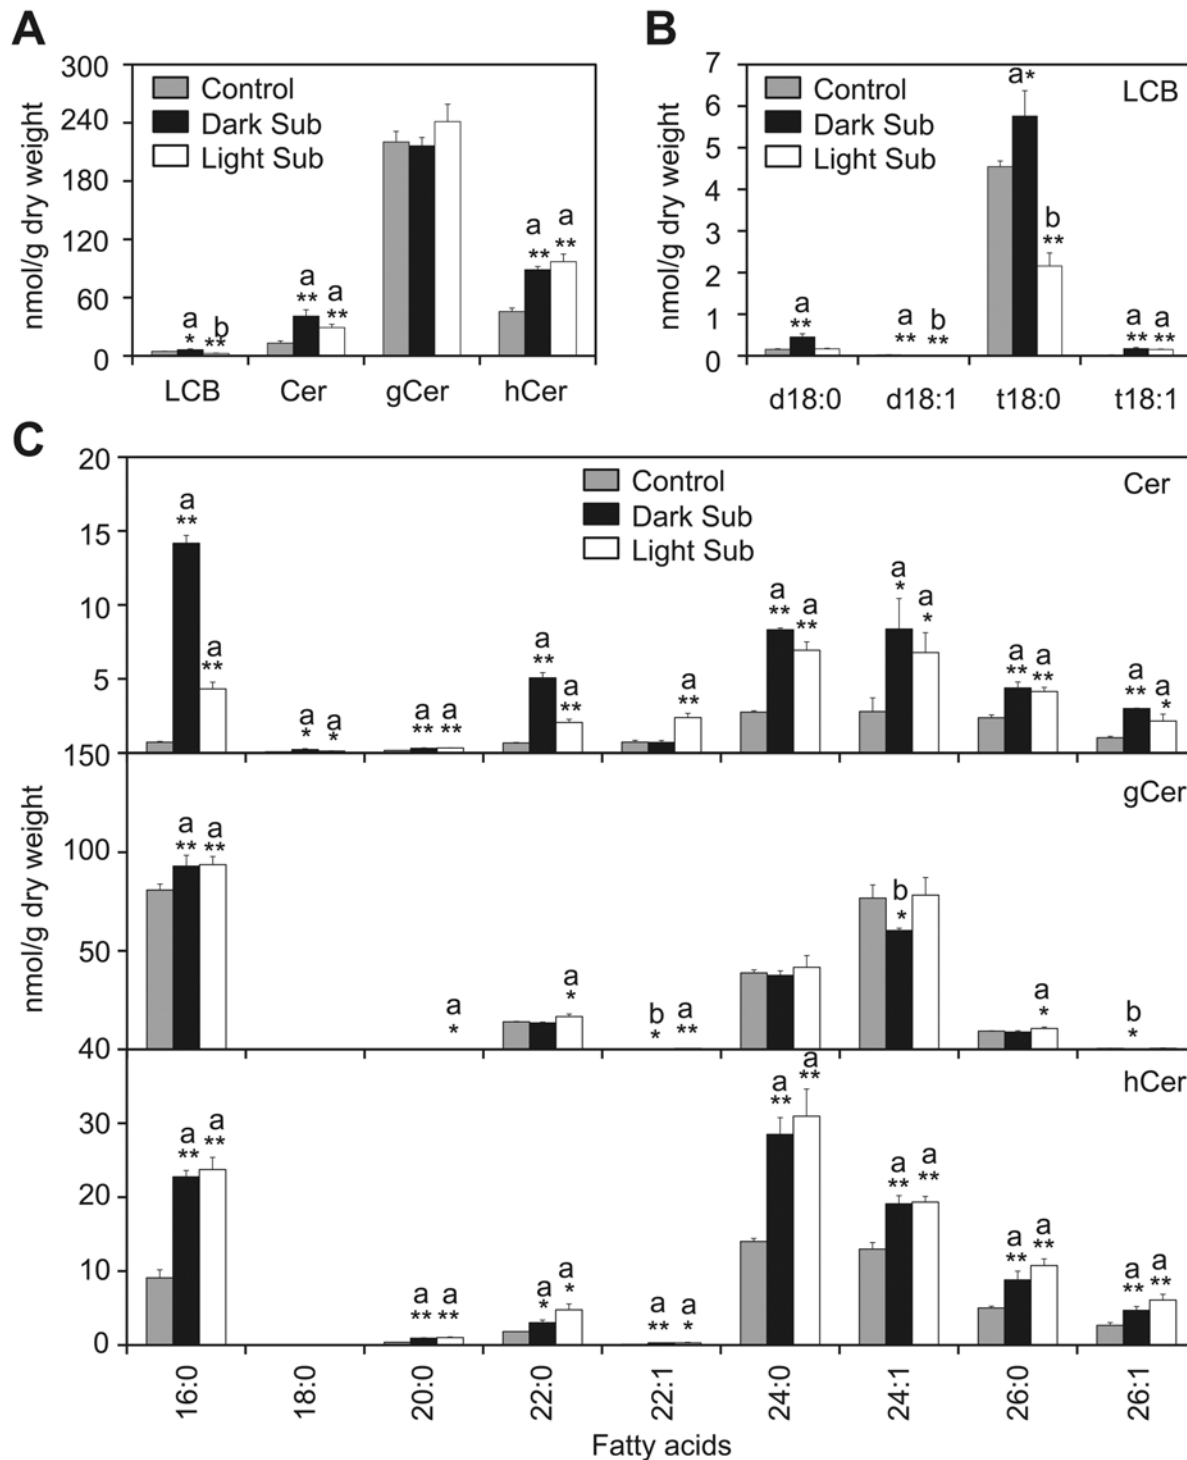 A
nmol/g dry weight
300
240
180
120
60
0
Control
Dark Sub
Light Sub
a
*
b
**
a
**
a
**
a
**
a
**
LCB
Cer
gCer
hCer
B
nmol/g dry weight
7
6
5
4
3
2
1
0
Control
Dark Sub
Light Sub
LCB
a
**
a
**
b
**
a*
b
**
a
**
a
**
d18:0
d18:1
t18:0
t18:1
C
nmol/g dry weight
20
15
10
5
Control
Dark Sub
Light Sub
Cer
a
**
a
**
a
*
a
*
a
**
a
**
a
**
a
**
a
**
a
**
a
**
a
*
a
*
a
**
a
**
a
**
a
*
150
100
50
gCer
a
**
a
**
a
*
a
*
b
*
a
**
b
*
a
*
b
*
40
30
20
10
0
hCer
a
**
a
**
a
**
a
**
a
*
a
*
a
**
a
*
a
**
a
**
a
**
a
**
a
**
a
**
a
**
a
**
16:0
18:0
20:0
22:0
22:1
24:0
24:1
26:0
26:1
Fatty acids